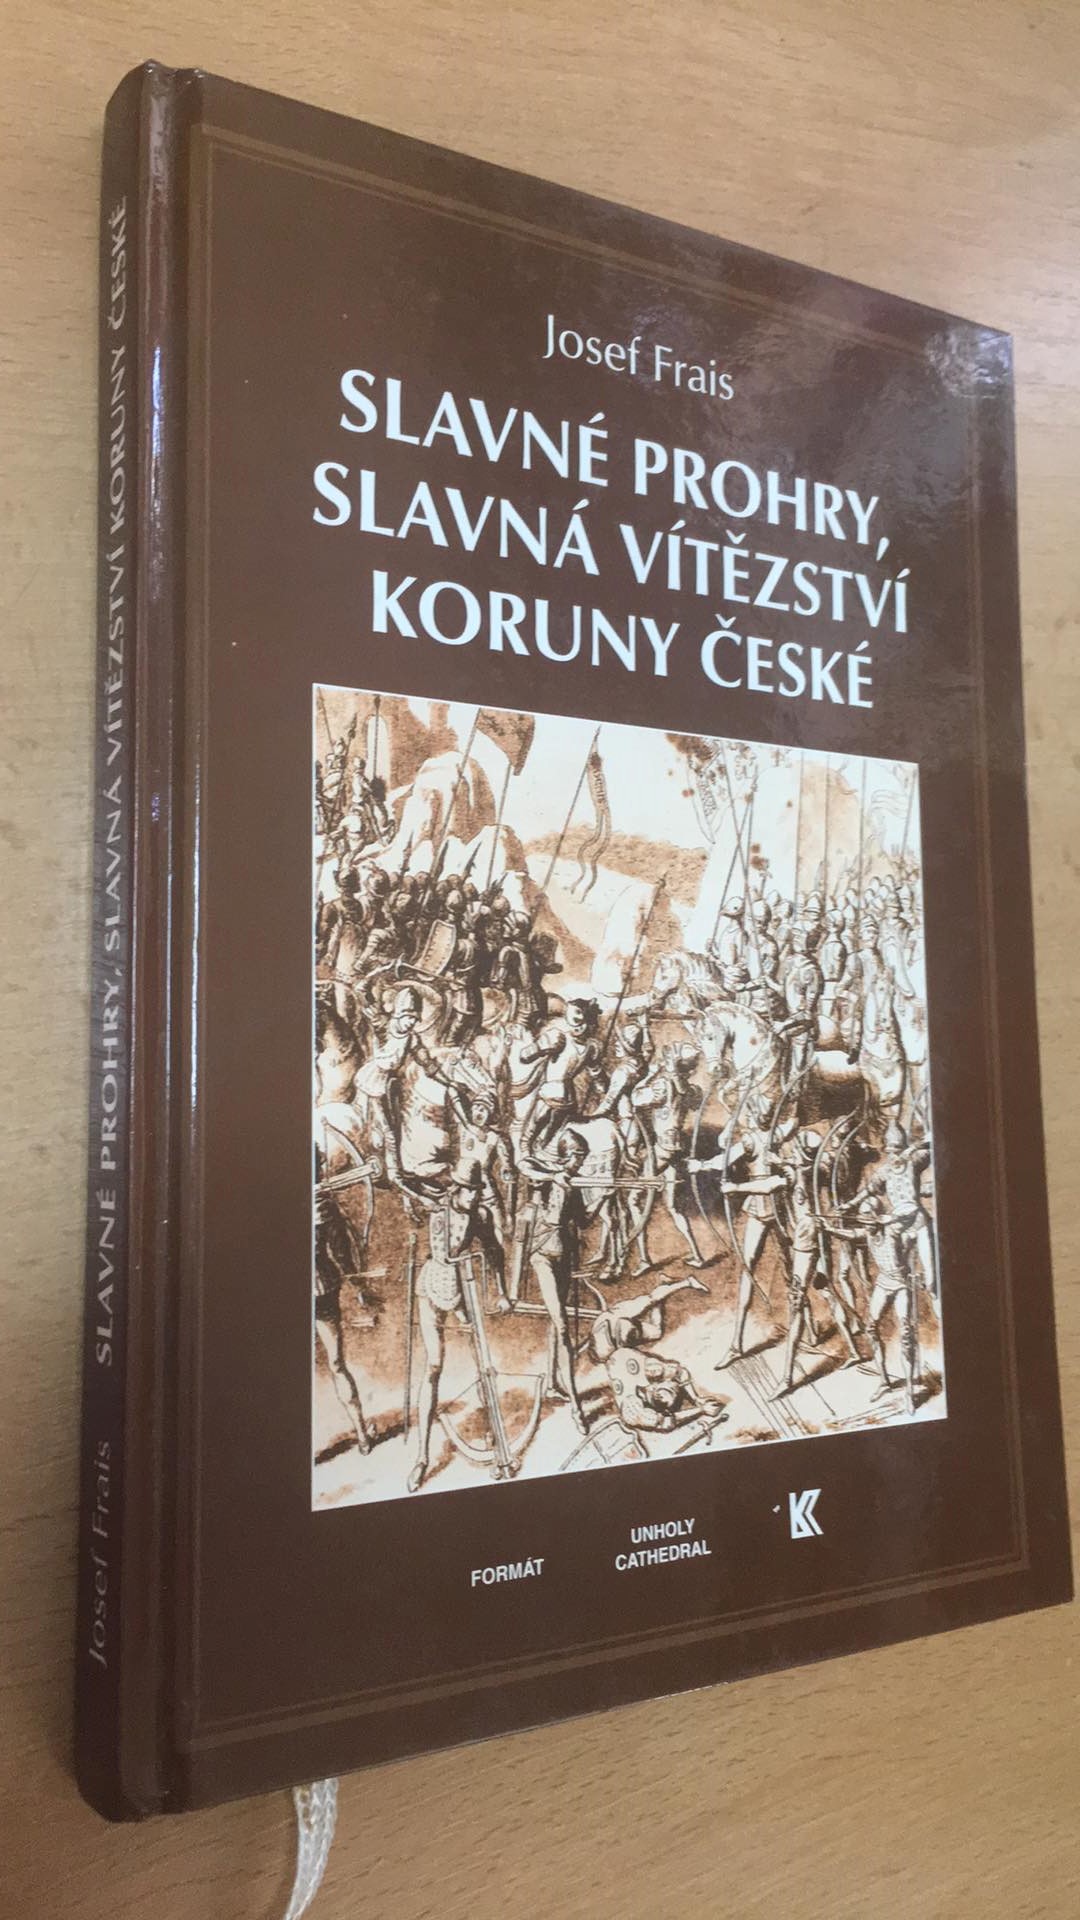 Josef Frais
SLAVNÉ PROHRY,
SLAVNÁ VÍTĚZSTVÍ
KORUNY ČESKÉ
FORMÁT
UNHOLY
CATHEDRAL
Josef Frais SLAVNÉ PROHRY, SLAVNÁ VÍTĚZSTVÍ KORUNY ČESKÉ